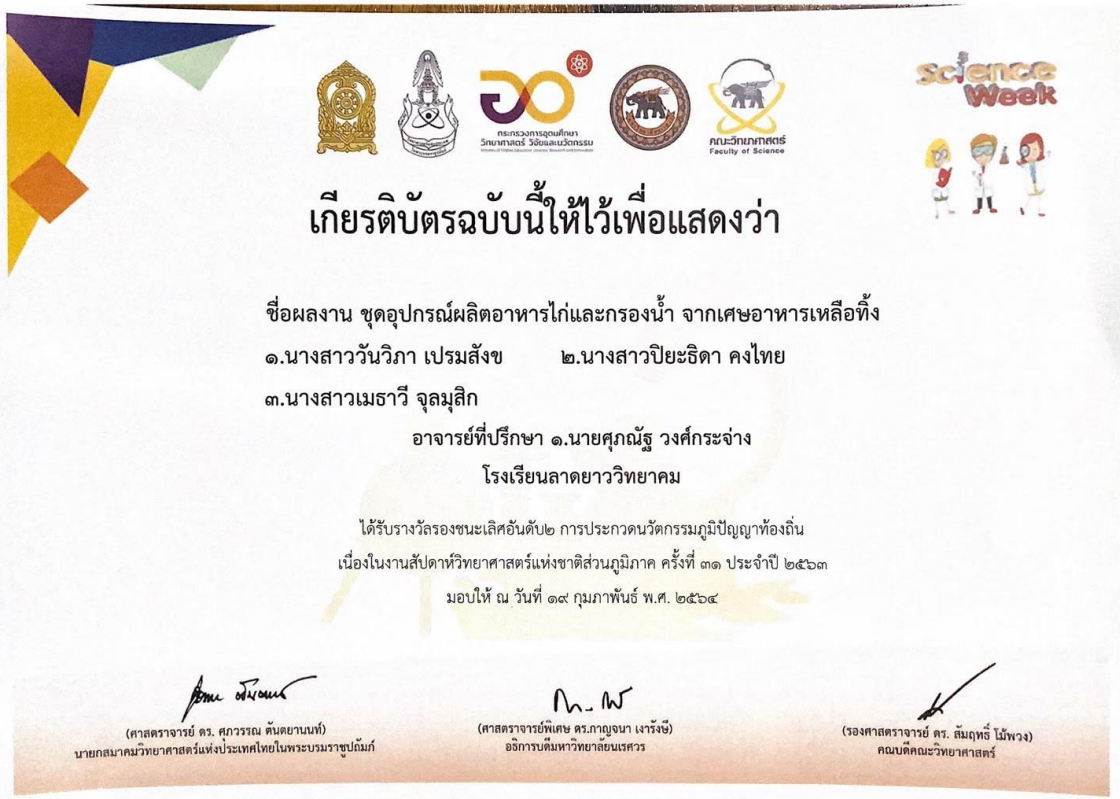 กระทรวงการอุดมศึกษา
วิทยาศาสตร์ วิจัยและนวัตกรรม
Ministry of Higher Education, Science, Research and Innovation
คณะวิทยาศาสตร์
Faculty of Science
Science
Week
เกียรติบัตรฉบับนี้ให้ไว้เพื่อแสดงว่า
ชื่อผลงาน ชุดอุปกรณ์ผลิตอาหารไก่และกรองน้ำ จากเศษอาหารเหลือทิ้ง
๑.นางสาววันวิภา เปรมสังข ๒.นางสาวปิยะธิดา คงไทย
๓.นางสาวเมธาวี จุลมุสิก
อาจารย์ที่ปรึกษา ๑.นายศุภณัฐ วงศ์กระจ่าง
โรงเรียนลาดยาววิทยาคม
ได้รับรางวัลรองชนะเลิศอันดับ๒ การประกวดนวัตกรรมภูมิปัญญาท้องถิ่น
เนื่องในงานสัปดาห์วิทยาศาสตร์แห่งชาติส่วนภูมิภาค ครั้งที่ ๓๑ ประจำปี ๒๕๖๓
มอบให้ ณ วันที่ ๑๙ กุมภาพันธ์ พ.ศ. ๒๕๖๔
(ศาสตราจารย์ ดร. ศุภวรรณ ตันตยานนท์)
นายกสมาคมวิทยาศาสตร์แห่งประเทศไทยในพระบรมราชูปถัมภ์
(ศาสตราจารย์พิเศษ ดร.กาญจนา เงารังษี)
อธิการบดีมหาวิทยาลัยนเรศวร
(รองศาสตราจารย์ ดร. สัมฤทธิ์ โม้พวง)
คณบดีคณะวิทยาศาสตร์